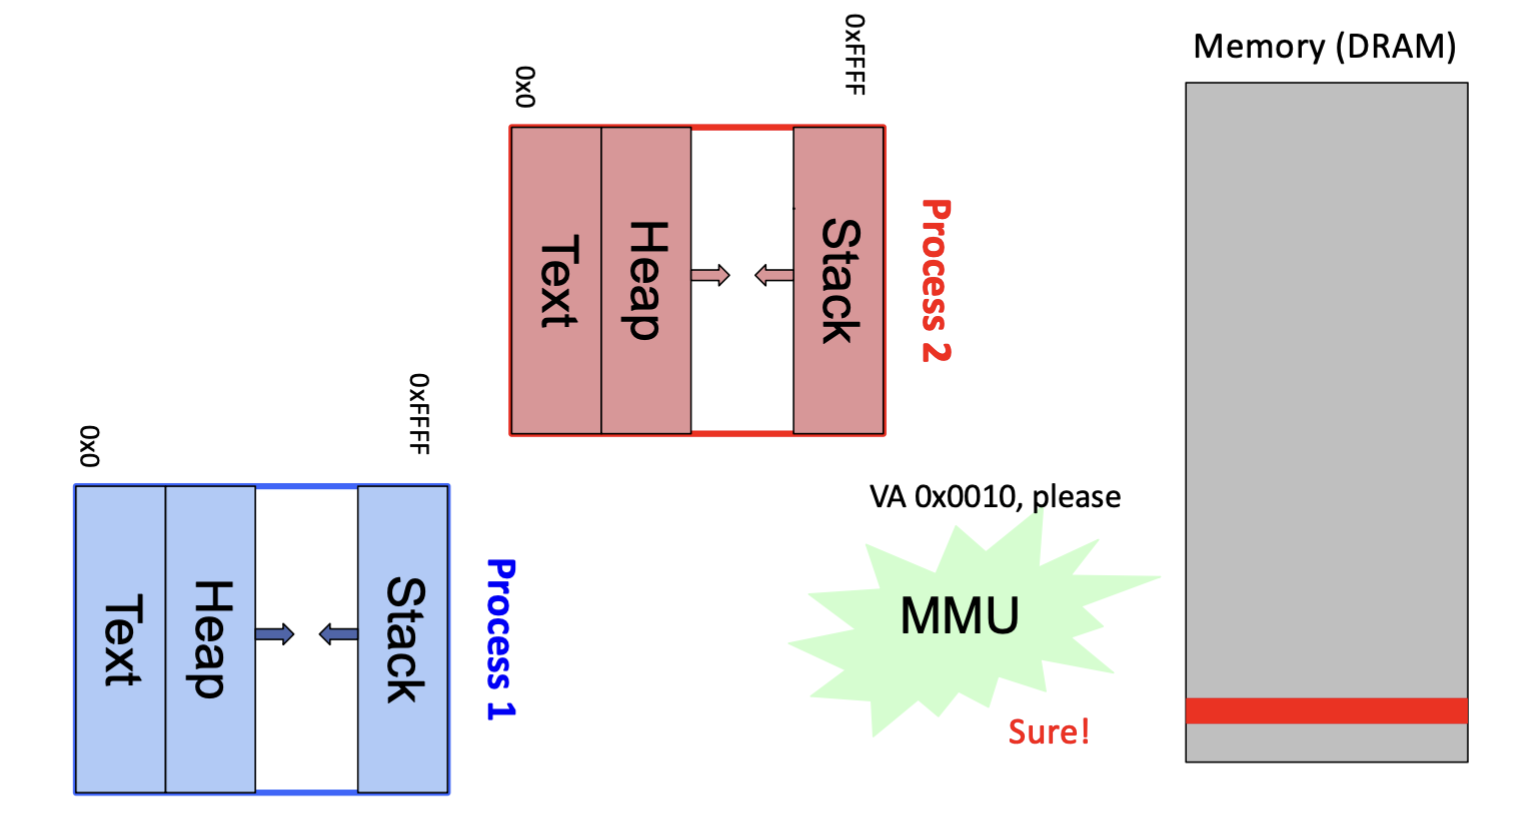 Memory (DRAM)
0x0
0xFFFF
Text
Heap
Stack
Process 2
0x0
0xFFFF
Text
Heap
Stack
Process 1
VA 0x0010, please
MMU
Sure!